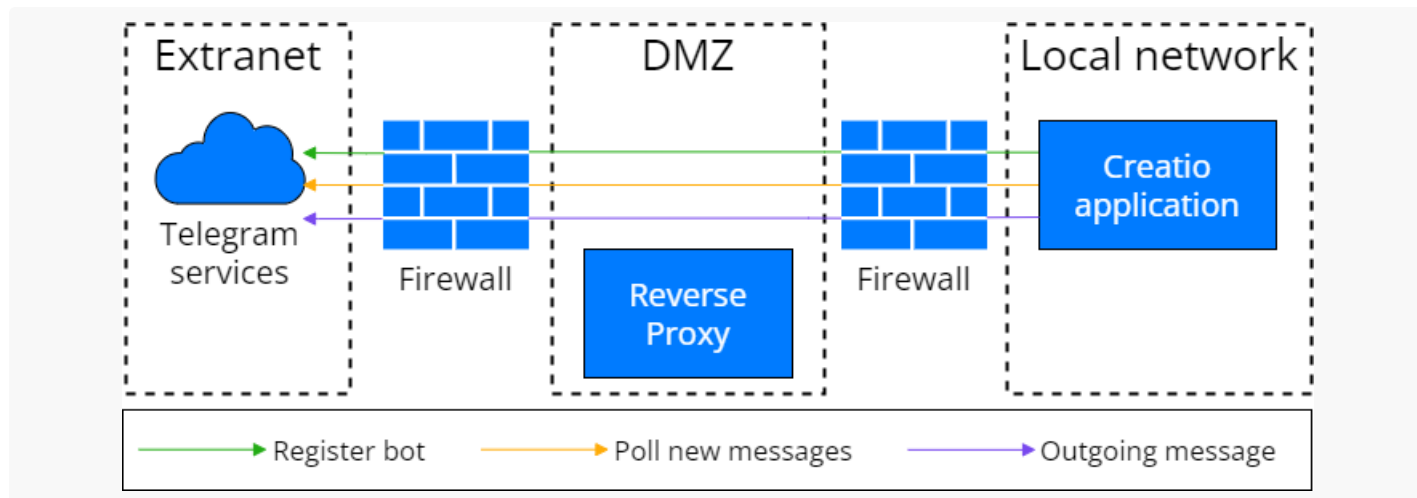 Extranet
DMZ
Local network
Creatio
application
Telegram
services
Firewall
Firewall
Reverse
Proxy
Register bot
Poll new messages
Outgoing message